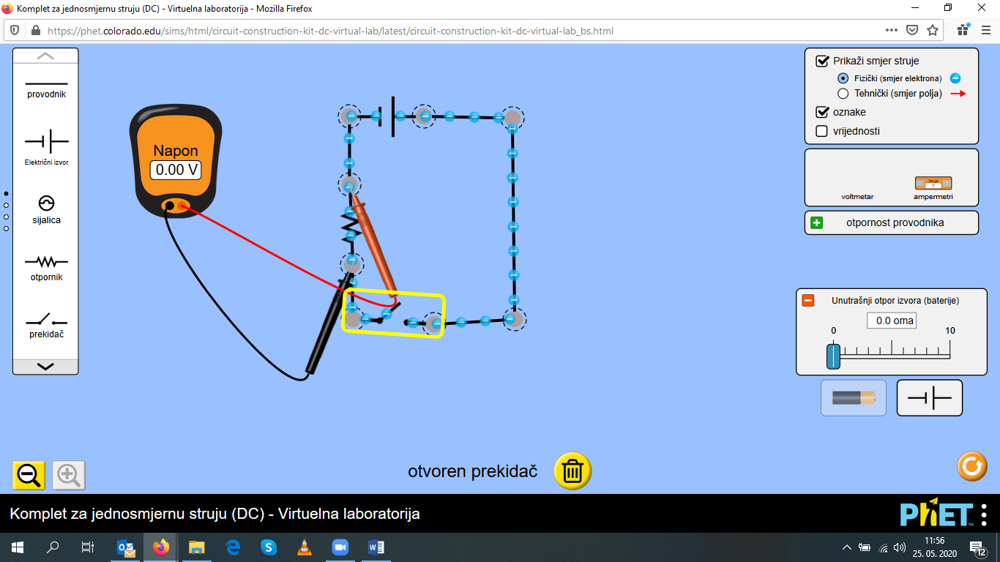 Komplet za jednosmjernu struju (DC) - Virtuelna laboratorija - Mozilla Firefox
https://phet.colorado.edu/sims/html/circuit-construction-kit-dc-virtual-lab/latest/circuit-construction-kit-dc-virtual-lab_bs.html
provodnik
Električni izvor
sijalica
otpornik
prekidač
Napon
0.00 V
Prikaži smjer struje
Fizički (smjer elektrona)
Tehnički (smjer polja)
oznake
vrijednosti
Struja
?
voltmetar
ampermetri
otpornost provodnika
Unutrašnji otpor izvora (baterije)
0.0 oma
0
10
otvoren prekidač
Komplet za jednosmjernu struju (DC) - Virtuelna laboratorija
PhET
11:56
25. 05. 2020
12